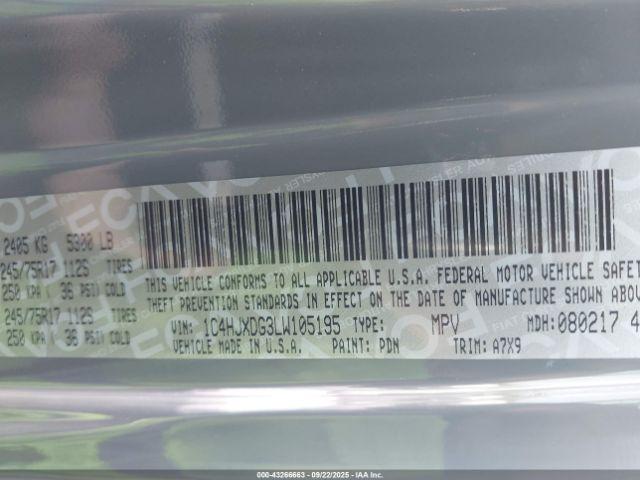 2405 KG 5300 LB
245/75R17 112S TIRES
250 KPA / 36 PSI COLD
245/75R17 112S TIRES
250 KPA / 36 PSI COLD
THIS VEHICLE CONFORMS TO ALL APPLICABLE U.S.A. FEDERAL MOTOR VEHICLE SAFET
THEFT PREVENTION STANDARDS IN EFFECT ON THE DATE OF MANUFACTURE SHOWN ABOV
VIN: 1C4HJXDG3LW105195 TYPE: MPV MDH: 080217 4
VEHICLE MADE IN U.S.A. PAINT: PDN TRIM: A7X9
000-43266663 - 09/22/2025 - IAA Inc.